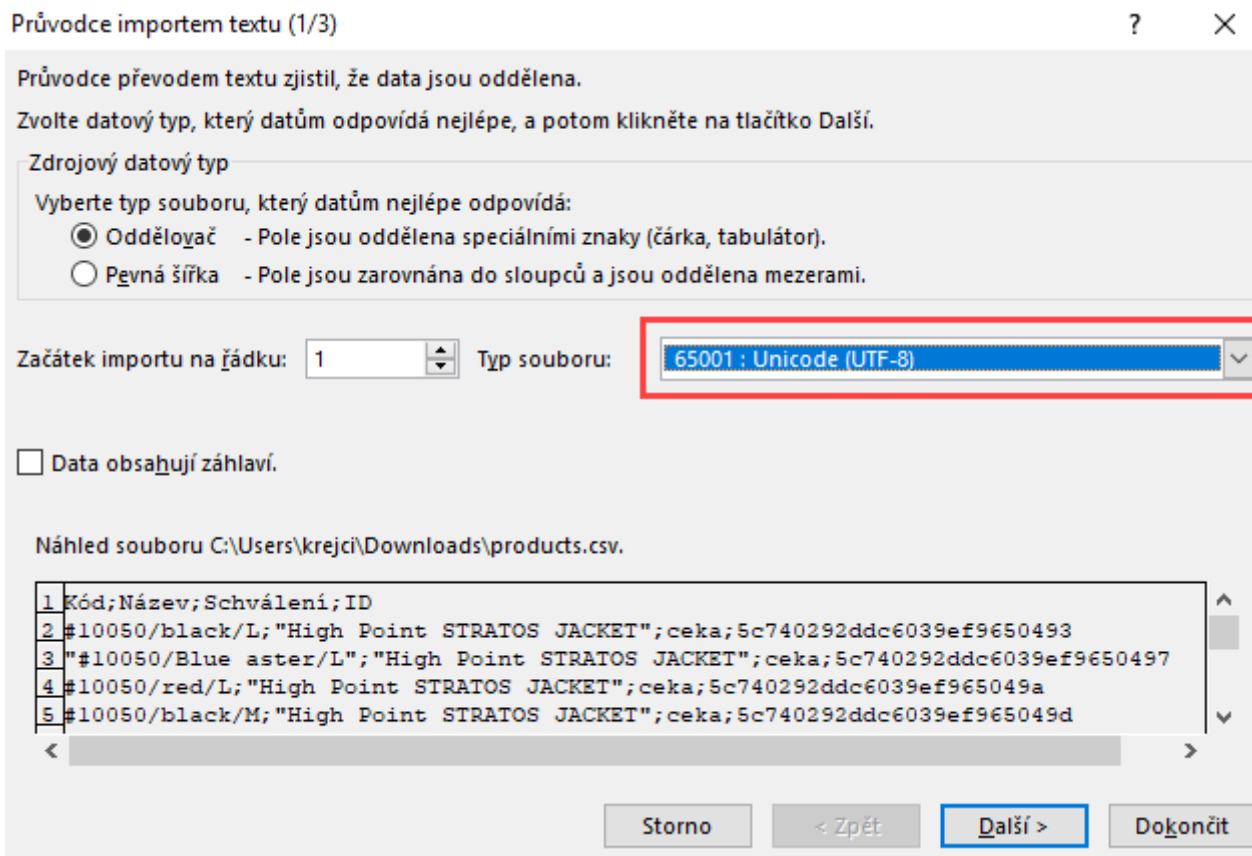 Průvodce importem textu (1/3) ? ×
Průvodce převodem textu zjistil, že data jsou oddělena.
Zvolte datový typ, který datům odpovídá nejlépe, a potom klikněte na tlačítko Další.
Zdrojový datový typ
Vyberte typ souboru, který datům nejlépe odpovídá:
Oddělovač - Pole jsou oddělena speciálními znaky (čárka, tabulátor).
Pevná šířka - Pole jsou zarovnána do sloupců a jsou oddělena mezerami.
Začátek importu na řádku: 1 Typ souboru: 65001 : Unicode (UTF-8)
Data obsahují záhlaví.
Náhled souboru C:\Users\krejci\Downloads\products.csv.
1 Kód;Název;Schválení;ID
2 #10050/black/L;"High Point STRATOS JACKET";ceka;5c740292ddc6039ef9650493
3 "#10050/Blue aster/L";"High Point STRATOS JACKET";ceka;5c740292ddc6039ef9650497
4 #10050/red/L;"High Point STRATOS JACKET";ceka;5c740292ddc6039ef965049a
5 #10050/black/M;"High Point STRATOS JACKET";ceka;5c740292ddc6039ef965049d
Storno < Zpět Další > Dokončit